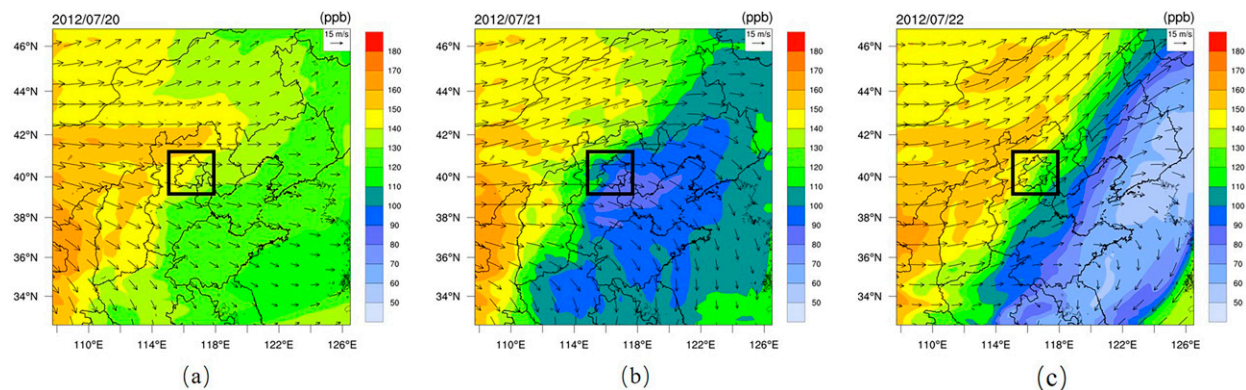 2012/07/20 (ppb)
15 m/s
46°N
44°N
42°N
40°N
38°N
36°N
34°N
110°E 114°E 118°E 122°E 126°E
180
170
160
150
140
130
120
110
100
90
80
70
60
50
(a)
2012/07/21 (ppb)
15 m/s
46°N
44°N
42°N
40°N
38°N
36°N
34°N
110°E 114°E 118°E 122°E 126°E
180
170
160
150
140
130
120
110
100
90
80
70
60
50
(b)
2012/07/22 (ppb)
15 m/s
46°N
44°N
42°N
40°N
38°N
36°N
34°N
110°E 114°E 118°E 122°E 126°E
180
170
160
150
140
130
120
110
100
90
80
70
60
50
(c)